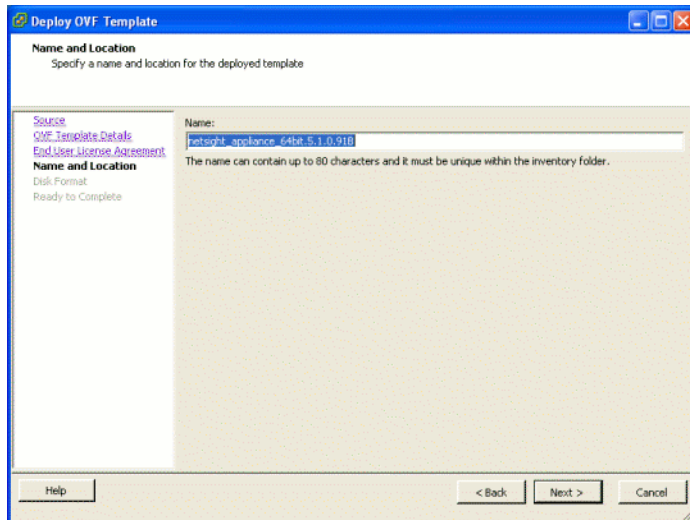 Deploy OVF Template
Name and Location
Specify a name and location for the deployed template
Source
OVF Template Details
End User License Agreement
Name and Location
Disk Format
Ready to Complete
Name:
netsight_appliance_64bit.5.1.0.918
The name can contain up to 80 characters and it must be unique within the inventory folder.
Help
< Back
Next >
Cancel